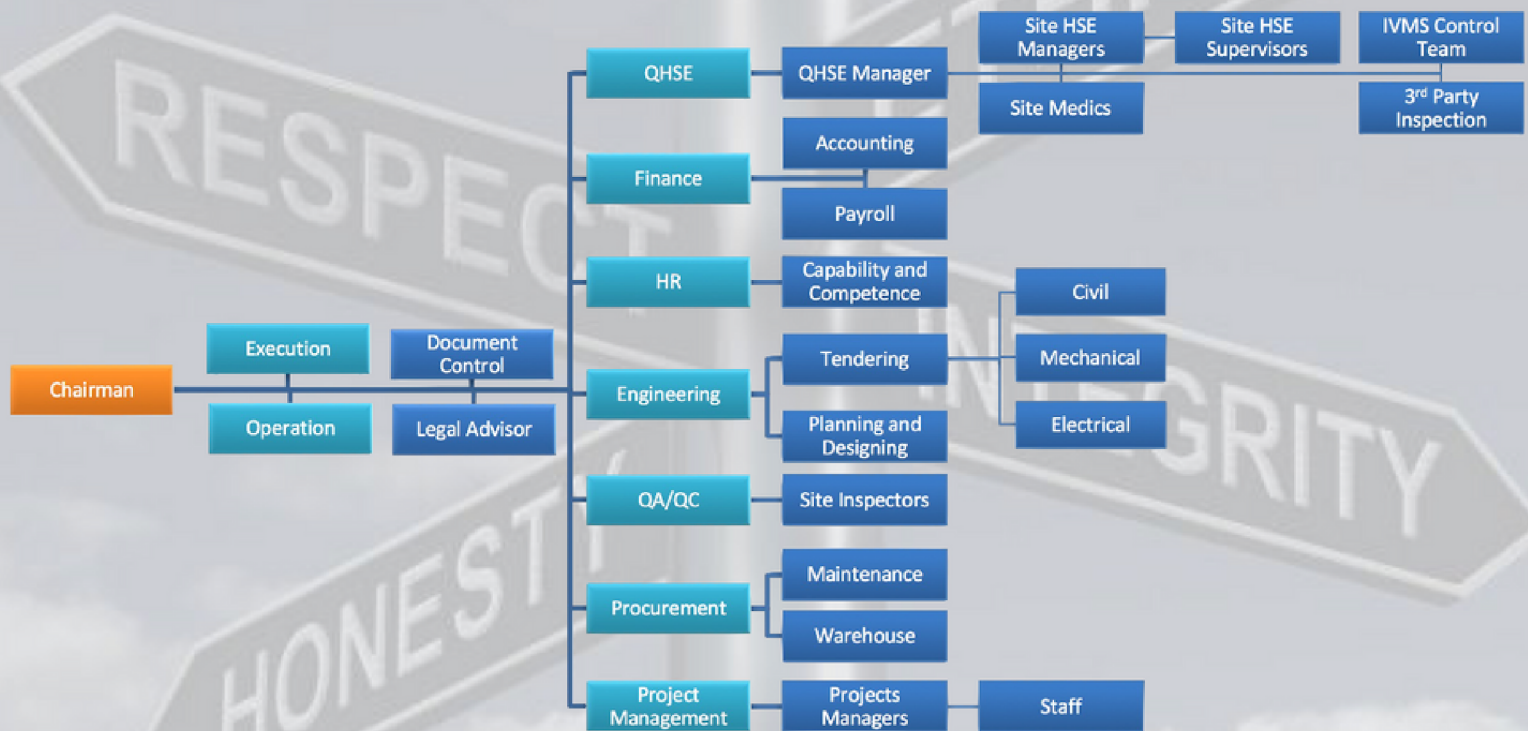 Chairman
Execution
Operation
Document
Control
Legal Advisor
QHSE
QHSE Manager
Site HSE
Managers
Site HSE
Supervisors
IVMS Control
Team
Site Medics
3rd Party
Inspection
Finance
Accounting
Payroll
HR
Capability and
Competence
Engineering
Tendering
Civil
Mechanical
Electrical
Planning and
Designing
QA/QC
Site Inspectors
Procurement
Maintenance
Warehouse
Project
Management
Projects
Managers
Staff
RESPECT
INTEGRITY
HONESTY